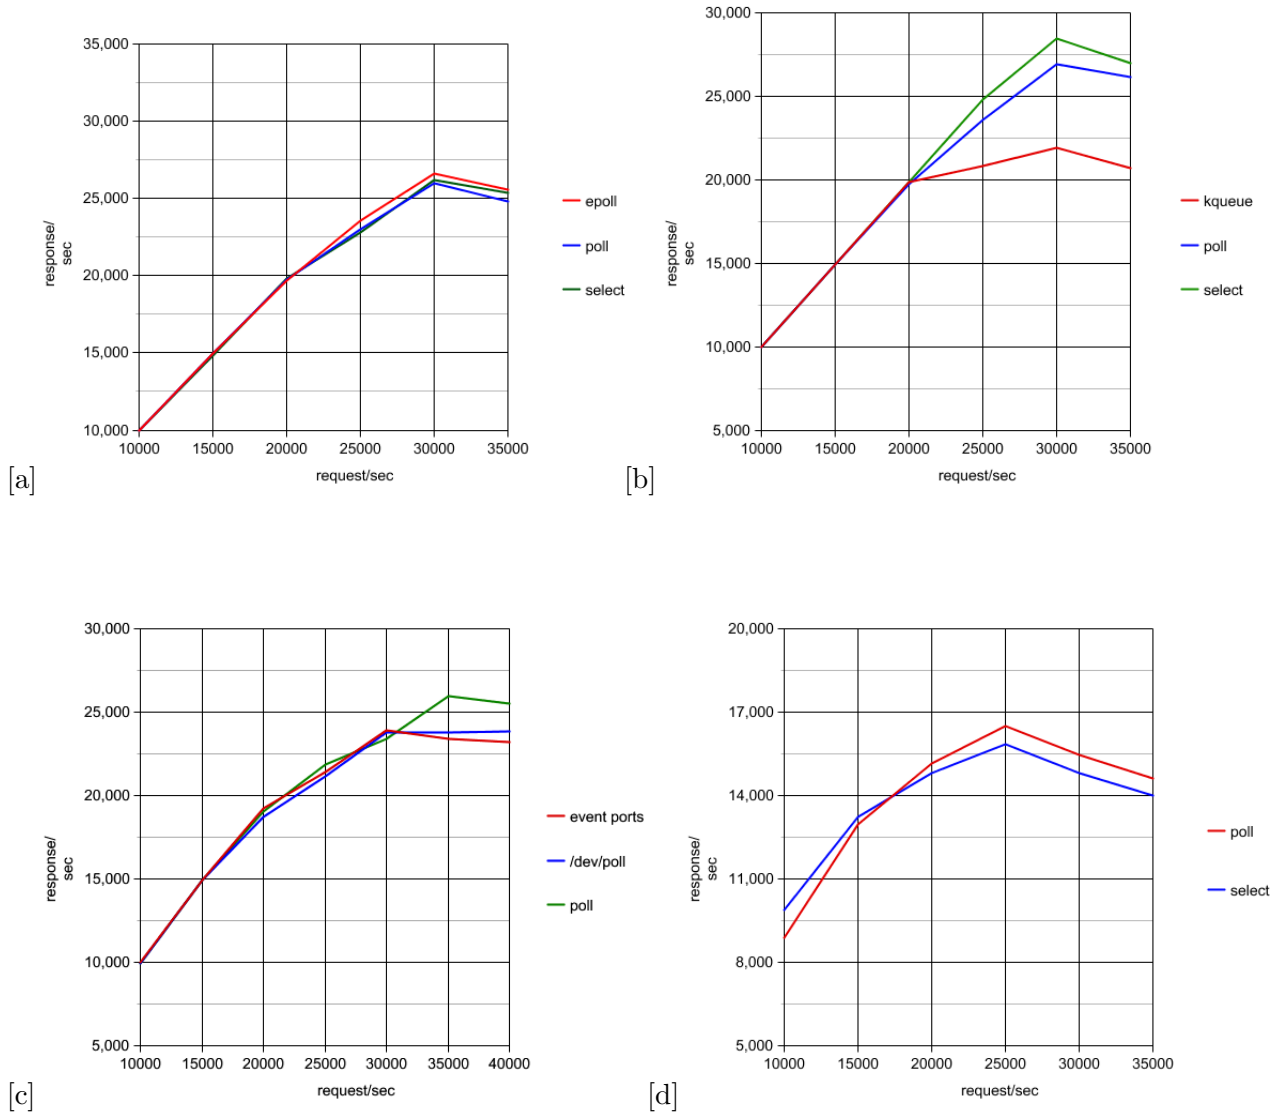 35,000
30,000
25,000
20,000
15,000
10,000
response/
sec
10000 15000 20000 25000 30000 35000
request/sec
epoll
poll
select
[a]
30,000
25,000
20,000
15,000
10,000
5,000
response/
sec
10000 15000 20000 25000 30000 35000
request/sec
kqueue
poll
select
[b]
30,000
25,000
20,000
15,000
10,000
5,000
response/
sec
10000 15000 20000 25000 30000 35000 40000
request/sec
event ports
/dev/poll
poll
[c]
20,000
17,000
14,000
11,000
8,000
5,000
response/
sec
10000 15000 20000 25000 30000 35000
request/sec
poll
select
[d]